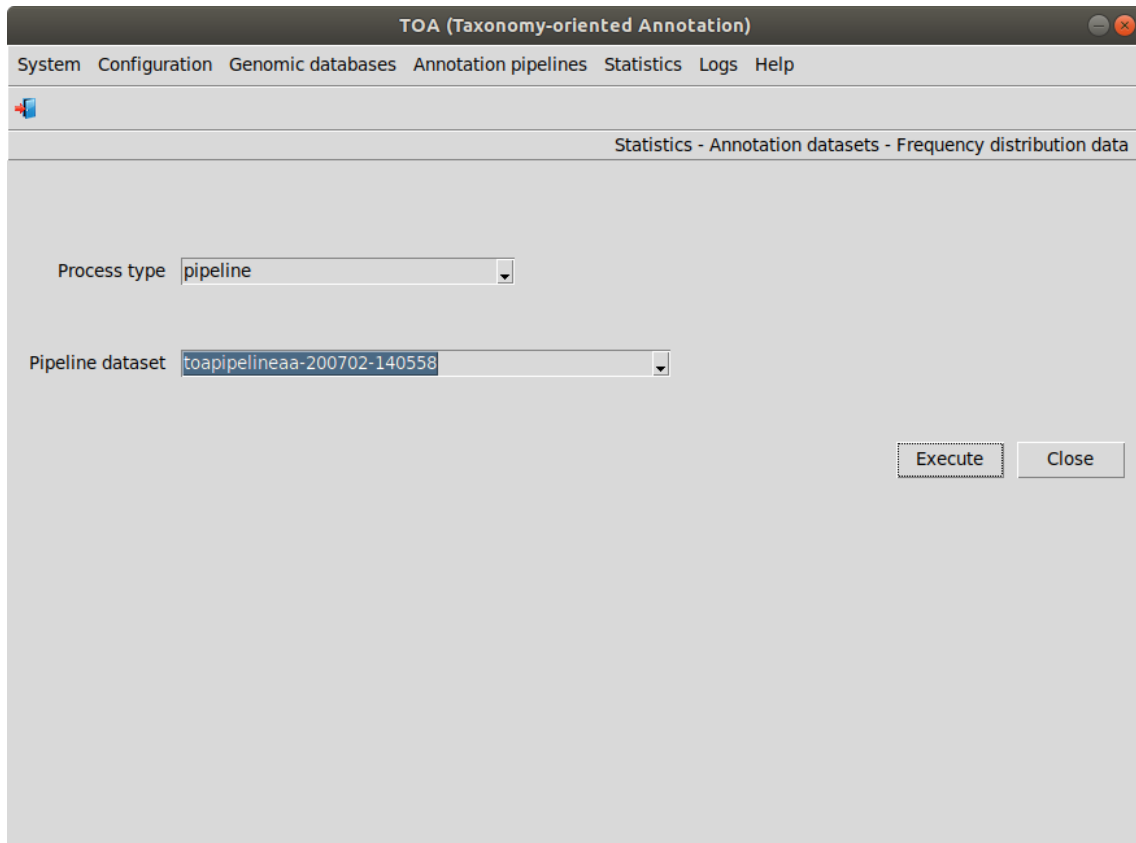 TOA (Taxonomy-oriented Annotation)
System Configuration Genomic databases Annotation pipelines Statistics Logs Help
Statistics - Annotation datasets - Frequency distribution data
Process type pipeline
Pipeline dataset toapipelineaa-200702-140558
Execute Close